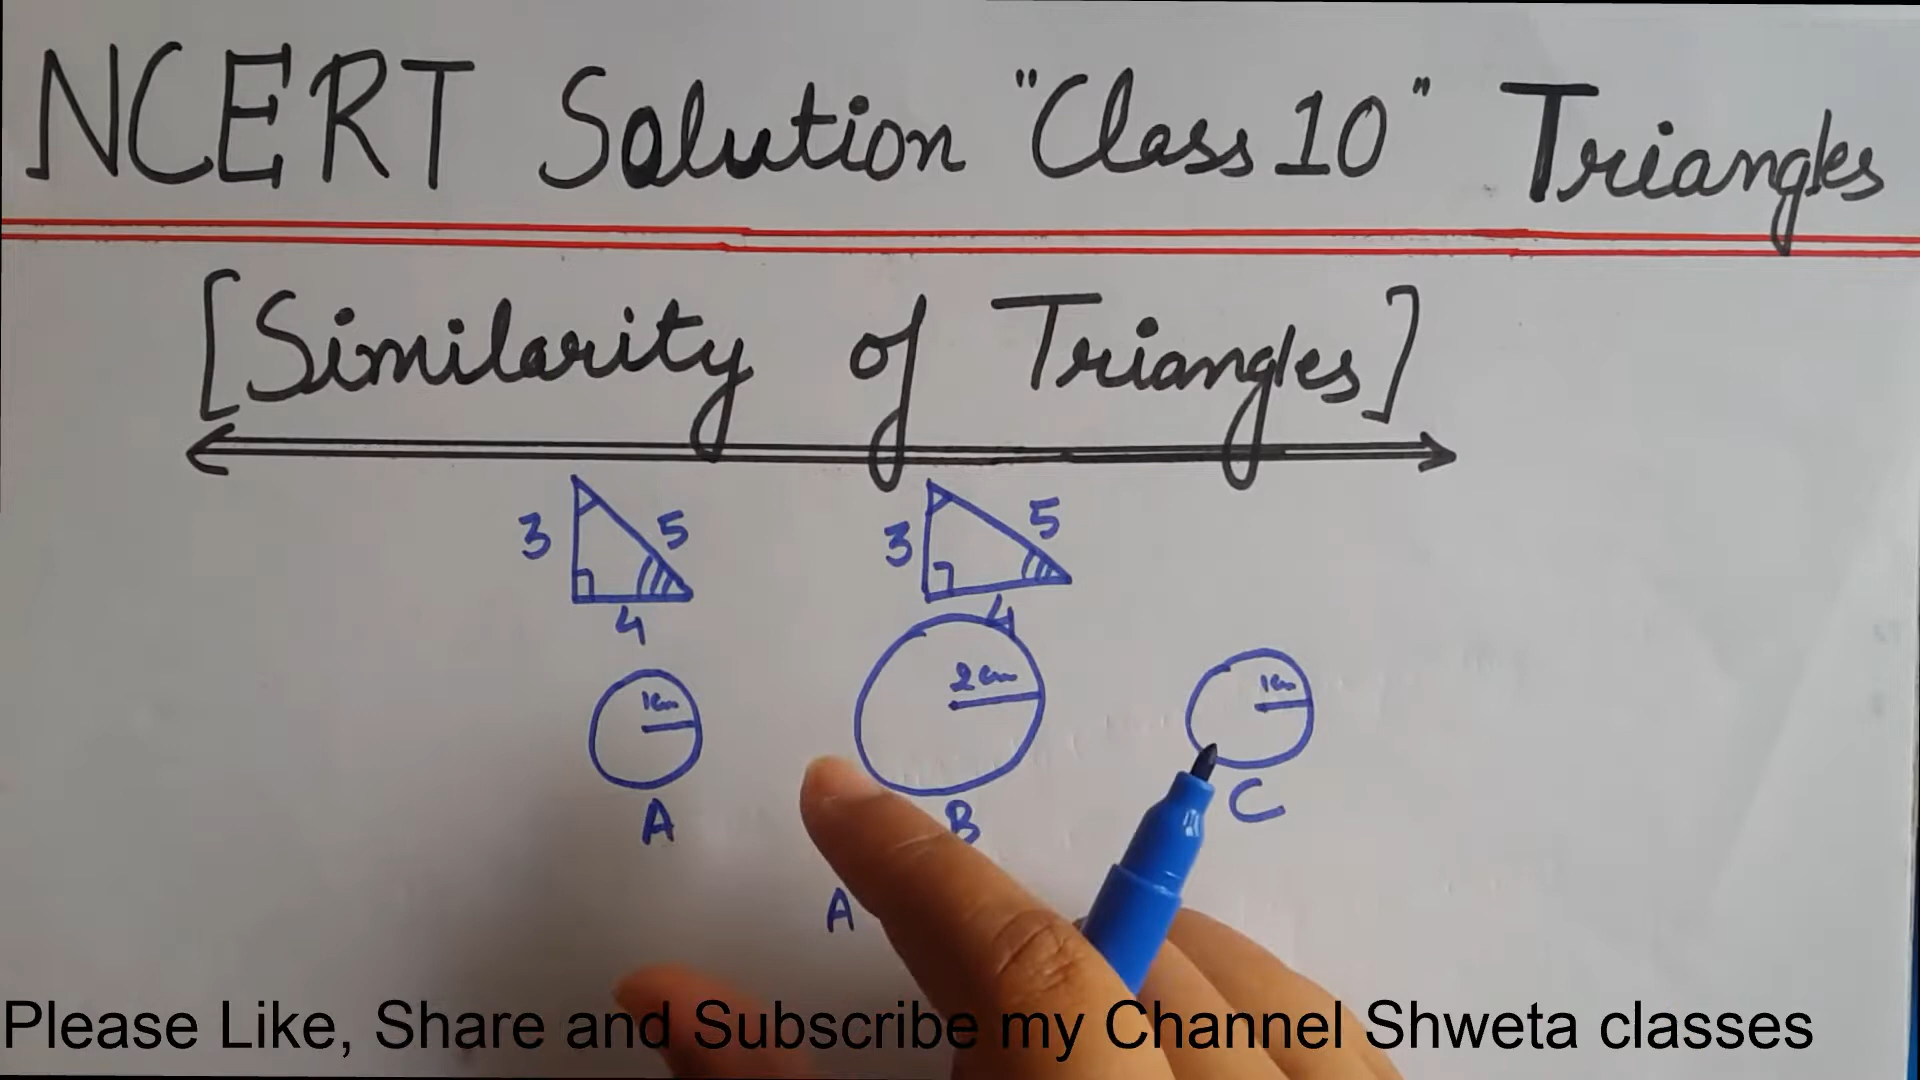 NCERT Solution "Class 10" Triangles
[Similarity of Triangles]
3 5 3 5
4 4
1cm 2cm 1cm
A B C
A
Please Like, Share and Subscribe my Channel Shweta classes